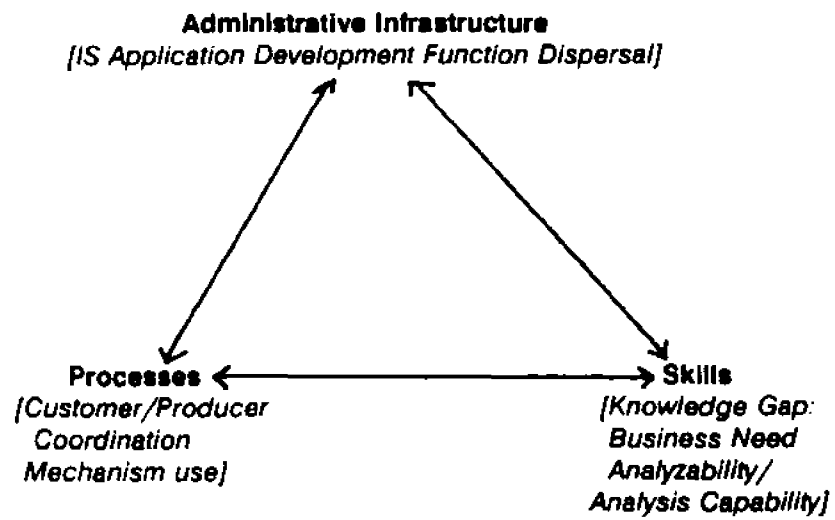 Administrative Infrastructure
[IS Application Development Function Dispersal]
Processes
[Customer/Producer
Coordination
Mechanism use]
Skills
[Knowledge Gap:
Business Need
Analyzability/
Analysis Capability]